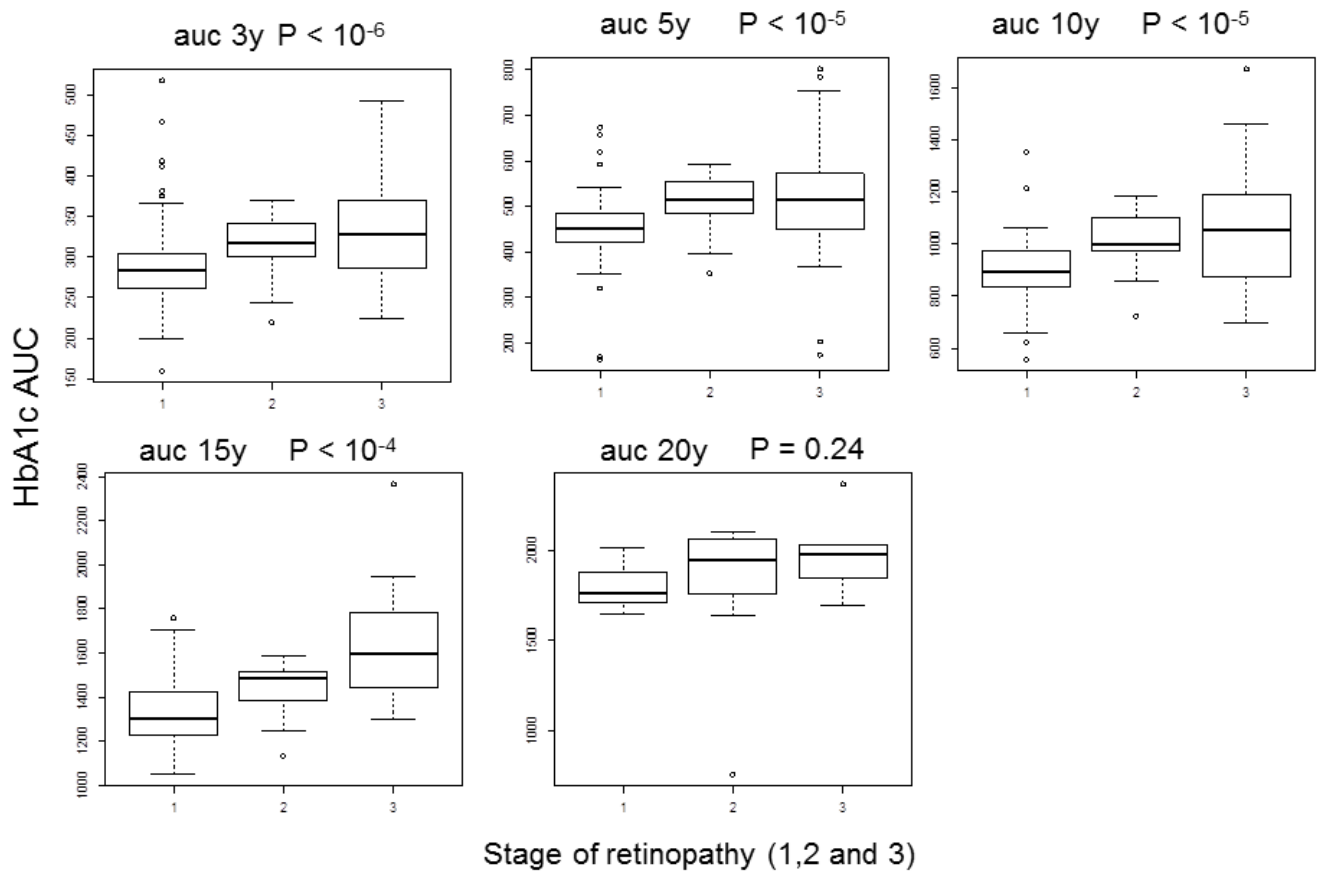 auc 3y P < 10-6
auc 5y P < 10-5
auc 10y P < 10-5
500
450
400
350
300
250
200
150
1 2 3
800
700
600
500
400
300
200
1 2 3
1600
1400
1200
1000
800
600
1 2 3
HbA1c AUC
auc 15y P < 10-4
auc 20y P = 0.24
2400
2200
2000
1800
1600
1400
1200
1000
1 2 3
2000
1500
1000
1 2 3
Stage of retinopathy (1,2 and 3)